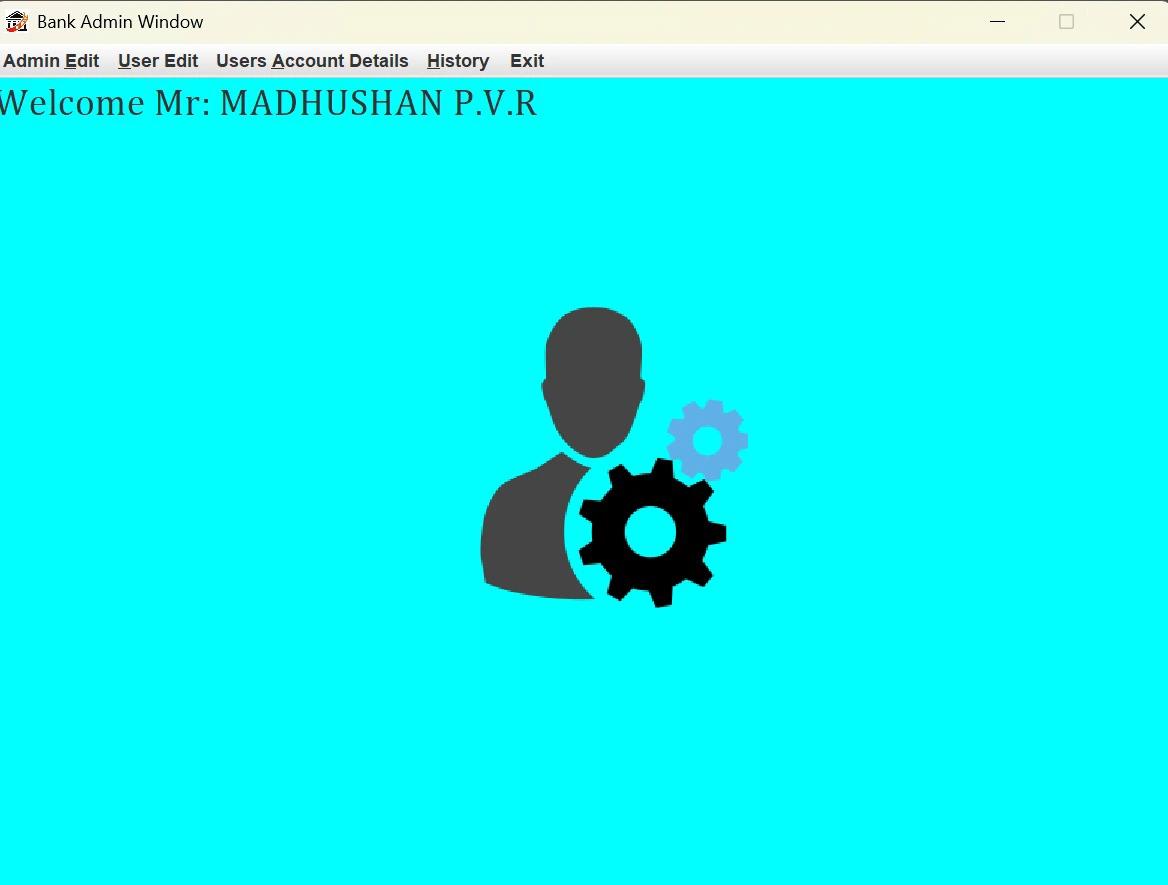 Bank Admin Window
Admin Edit User Edit Users Account Details History Exit
Welcome Mr: MADHUSHAN P.V.R